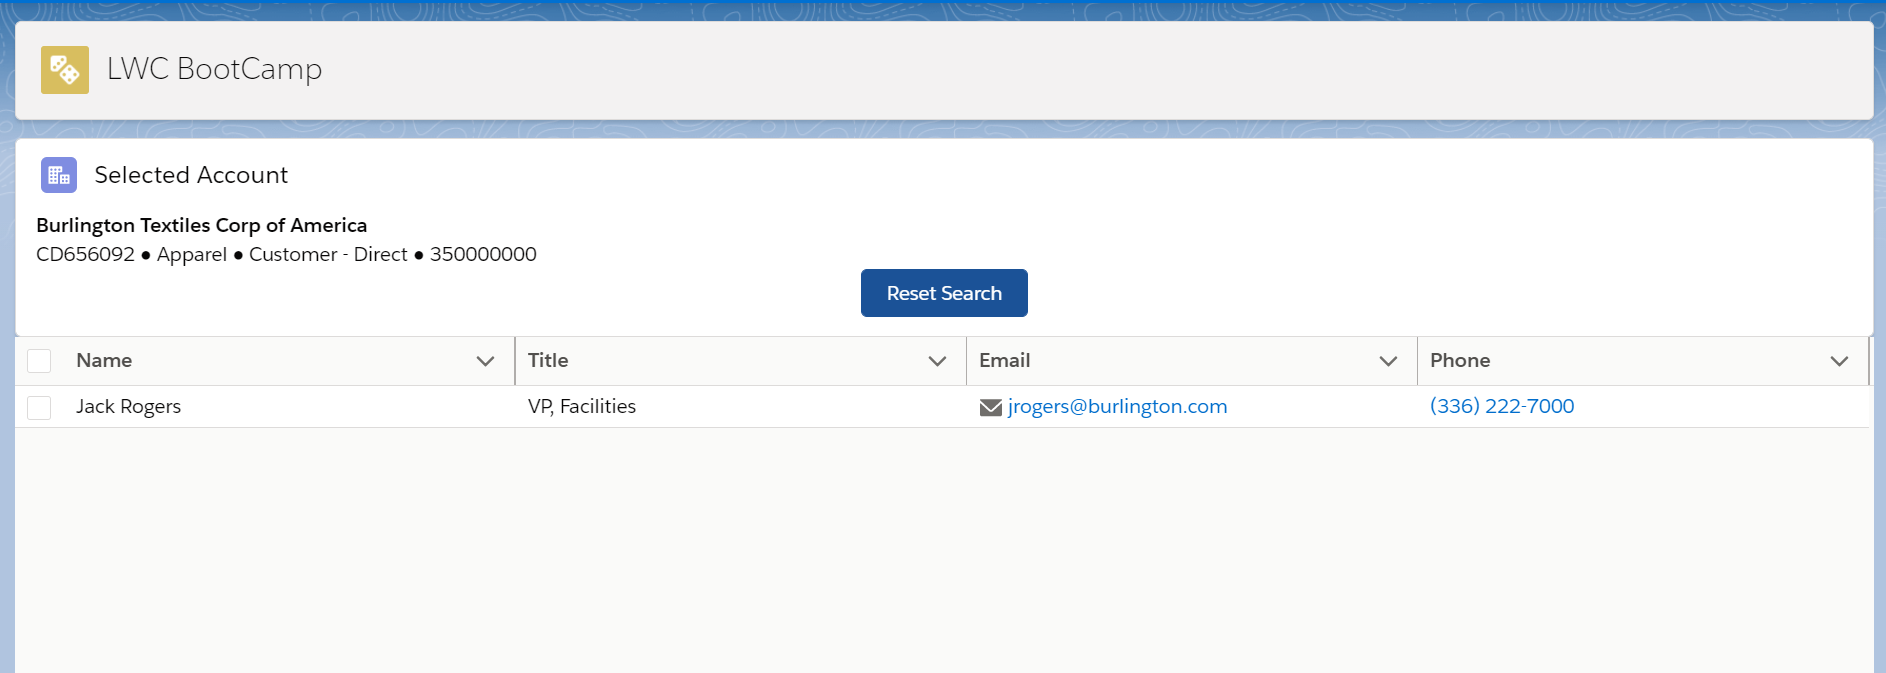 LWC BootCamp
Selected Account
Burlington Textiles Corp of America
CD656092 ● Apparel ● Customer - Direct ● 350000000
Reset Search
Name Title Email Phone
Jack Rogers VP, Facilities jrogers@burlington.com (336) 222-7000